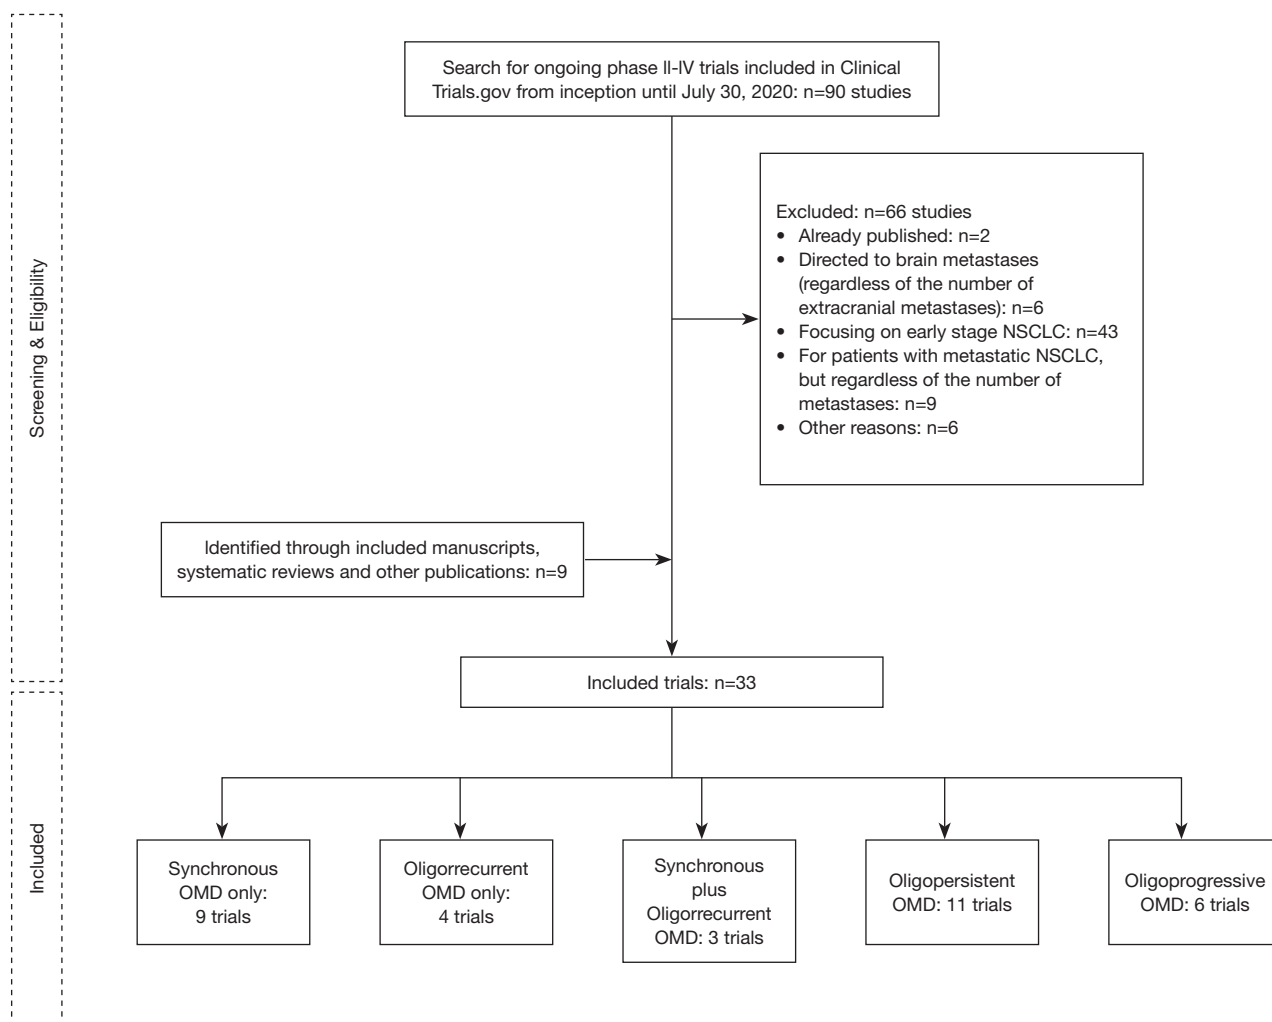 Search for ongoing phase II-IV trials included in Clinical
Trials.gov from inception until July 30, 2020: n=90 studies
Excluded: n=66 studies
• Already published: n=2
• Directed to brain metastases
(regardless of the number of
extracranial metastases): n=6
• Focusing on early stage NSCLC: n=43
• For patients with metastatic NSCLC,
but regardless of the number of
metastases: n=9
• Other reasons: n=6
Screening & Eligibility
Identified through included manuscripts,
systematic reviews and other publications: n=9
Included trials: n=33
Included
Synchronous
OMD only:
9 trials
Oligorrecurrent
OMD only:
4 trials
Synchronous
plus
Oligorrecurrent
OMD: 3 trials
Oligopersistent
OMD: 11 trials
Oligoprogressive
OMD: 6 trials